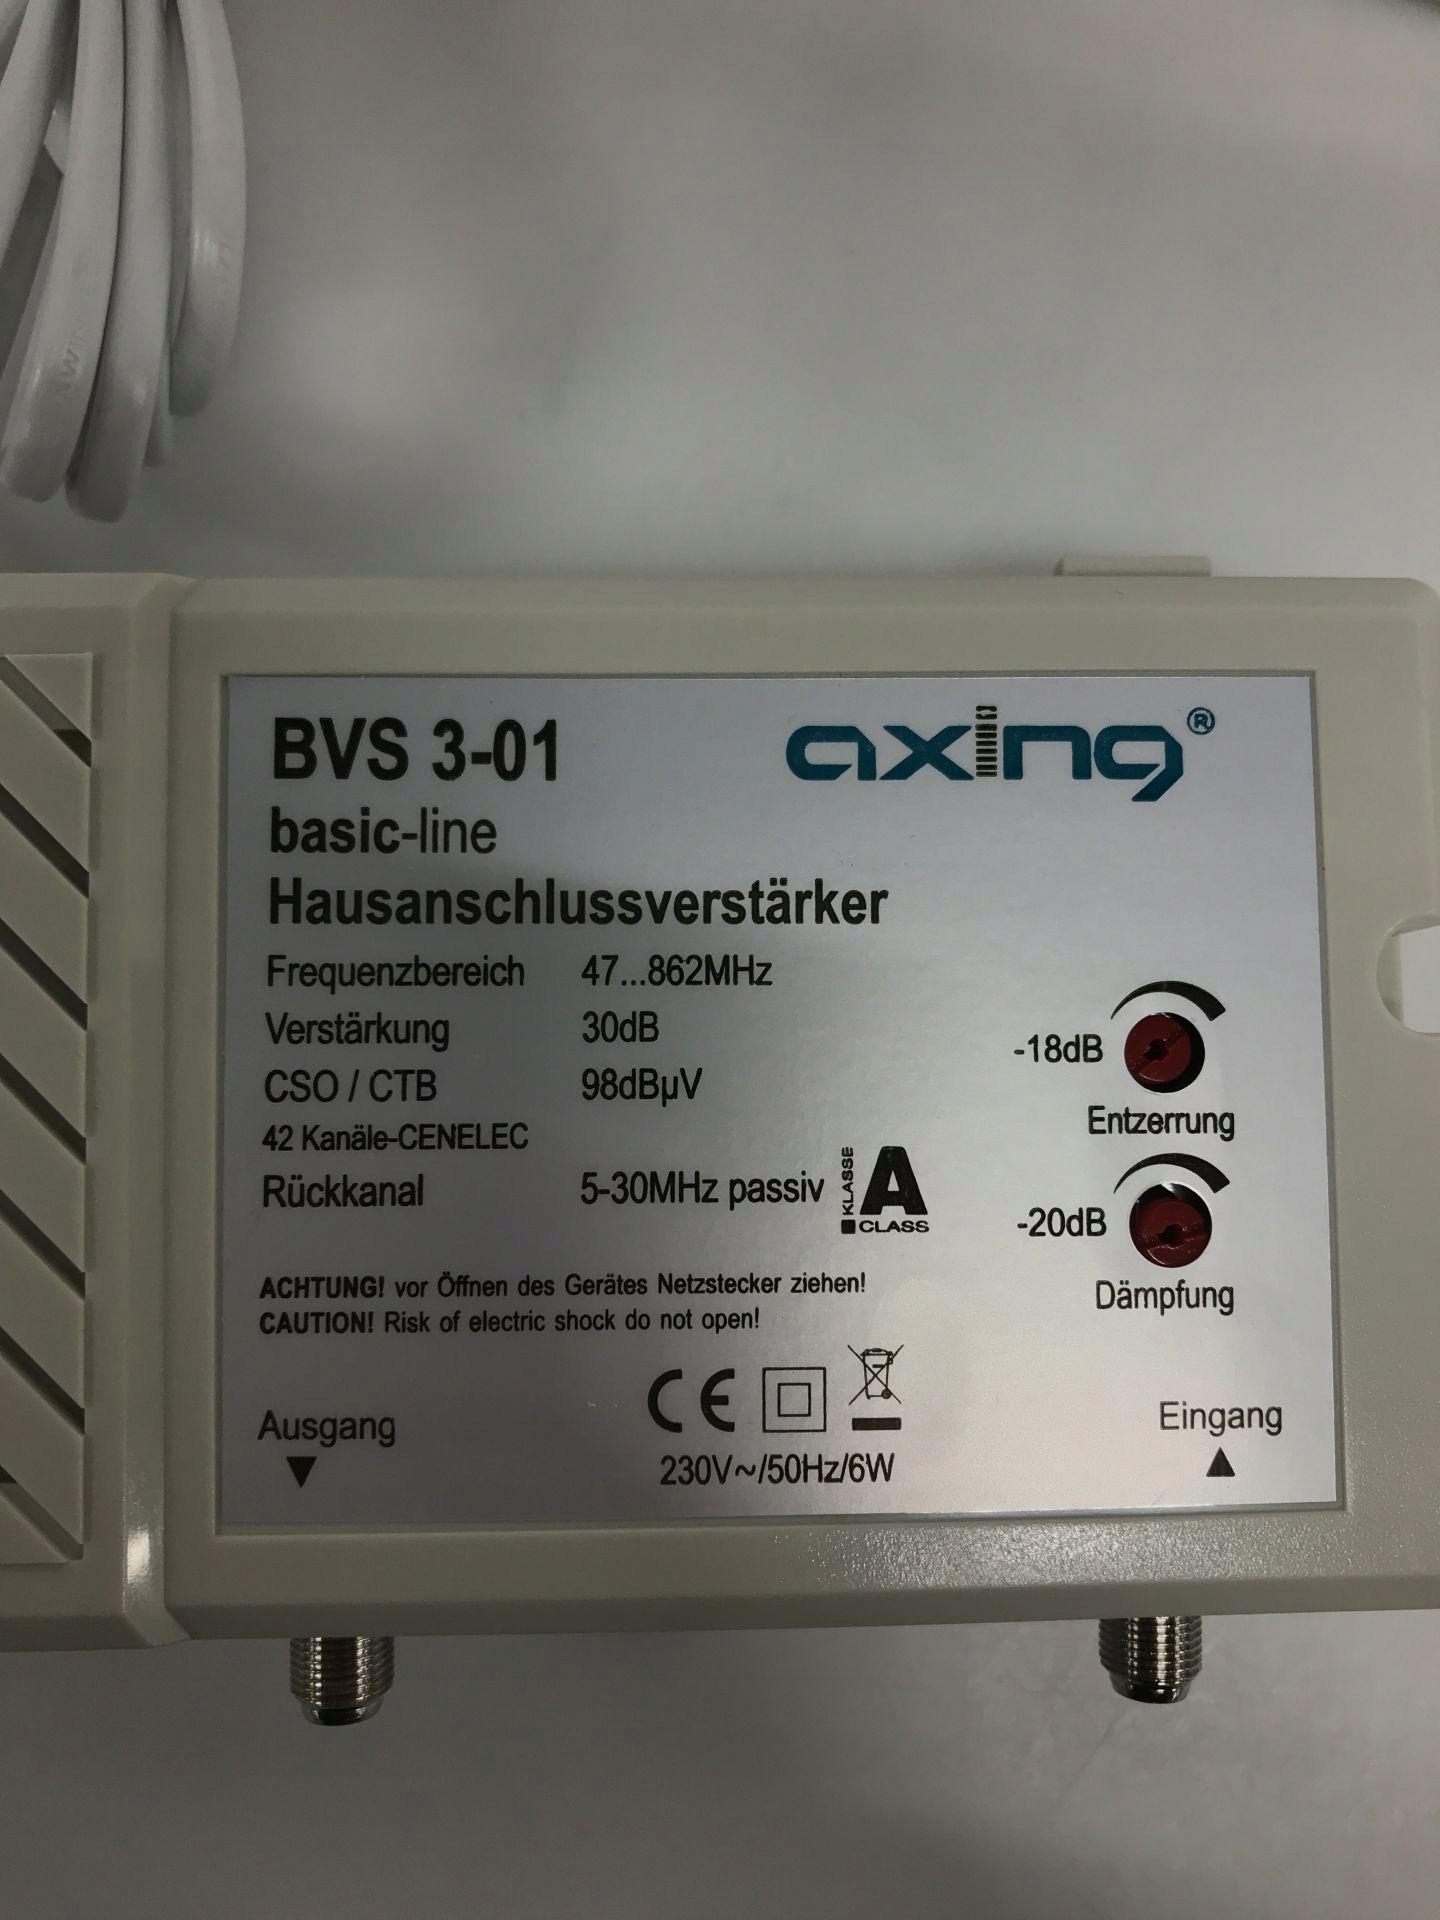 BVS 3-01
axing®
basic-line
Hausanschlussverstärker
Frequenzbereich 47...862MHz
Verstärkung 30dB
CSO / CTB 98dBµV
42 Kanäle-CENELEC
Rückkanal 5-30MHz passiv
KLASSE
A
CLASS
-18dB
Entzerrung
-20dB
Dämpfung
ACHTUNG! vor Öffnen des Gerätes Netzstecker ziehen!
CAUTION! Risk of electric shock do not open!
CE
Ausgang
Eingang
230V~/50Hz/6W